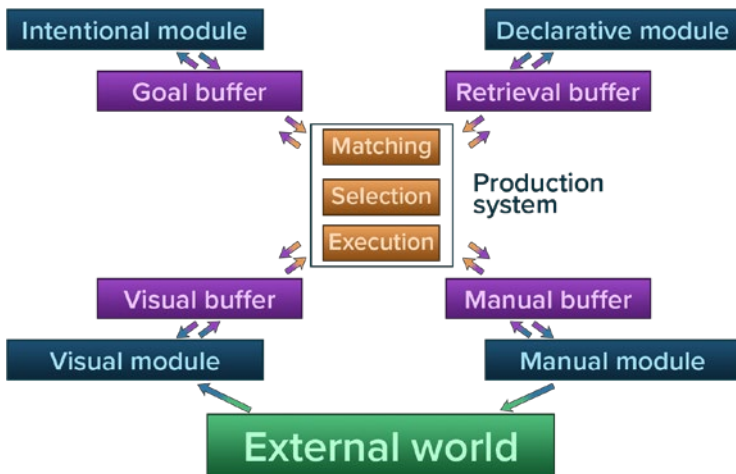 Intentional module
Declarative module
Goal buffer
Retrieval buffer
Matching
Selection
Execution
Production
system
Visual buffer
Manual buffer
Visual module
Manual module
External world